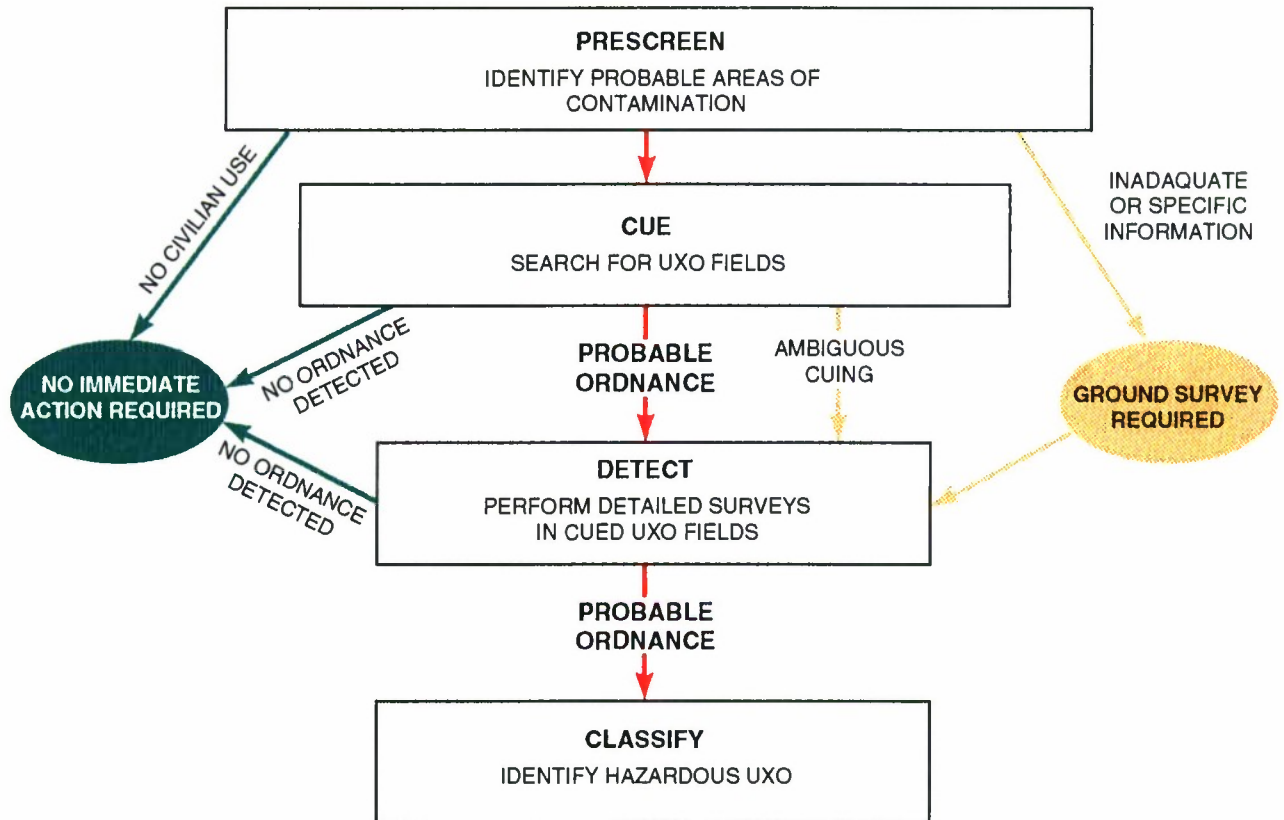 PRESCREEN
IDENTIFY PROBABLE AREAS OF
CONTAMINATION
NO CIVILIAN USE
INADAQUATE
OR SPECIFIC
INFORMATION
CUE
SEARCH FOR UXO FIELDS
NO ORDNANCE
DETECTED
PROBABLE
ORDNANCE
AMBIGUOUS
CUING
NO IMMEDIATE
ACTION REQUIRED
GROUND SURVEY
REQUIRED
NO ORDNANCE
DETECTED
DETECT
PERFORM DETAILED SURVEYS
IN CUED UXO FIELDS
PROBABLE
ORDNANCE
CLASSIFY
IDENTIFY HAZARDOUS UXO